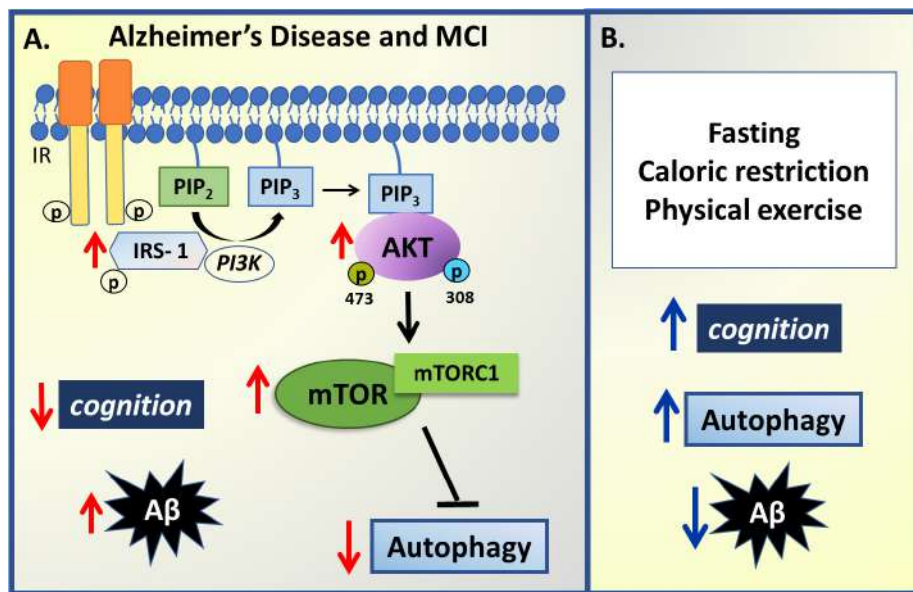 A.
Alzheimer's Disease and MCI
IR
PIP₂
PIP₃
PIP₃
p
p
IRS- 1
PI3K
p
AKT
p
p
473
308
mTORC1
mTOR
cognition
Aβ
Autophagy
B.
Fasting
Caloric restriction
Physical exercise
cognition
Autophagy
Aβ